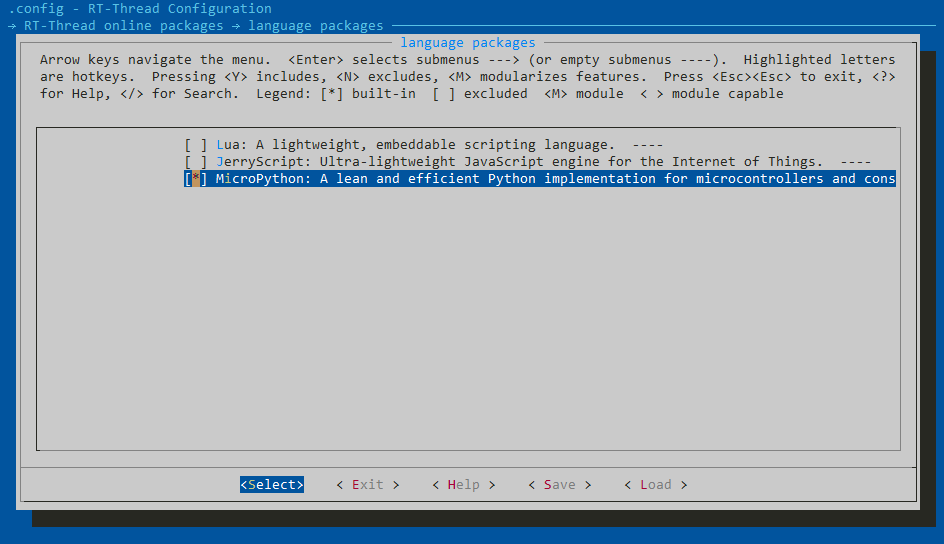 .config - RT-Thread Configuration
→ RT-Thread online packages → language packages
language packages
Arrow keys navigate the menu.  <Enter> selects submenus ---> (or empty submenus ----).  Highlighted letters
are hotkeys.  Pressing <Y> includes, <N> excludes, <M> modularizes features.  Press <Esc><Esc> to exit, <?>
for Help, </> for Search.  Legend: [*] built-in  [ ] excluded  <M> module  < > module capable
[ ] Lua: A lightweight, embeddable scripting language.  ----
[ ] JerryScript: Ultra-lightweight JavaScript engine for the Internet of Things.  ----
[*] MicroPython: A lean and efficient Python implementation for microcontrollers and cons
<Select>    < Exit >    < Help >    < Save >    < Load >